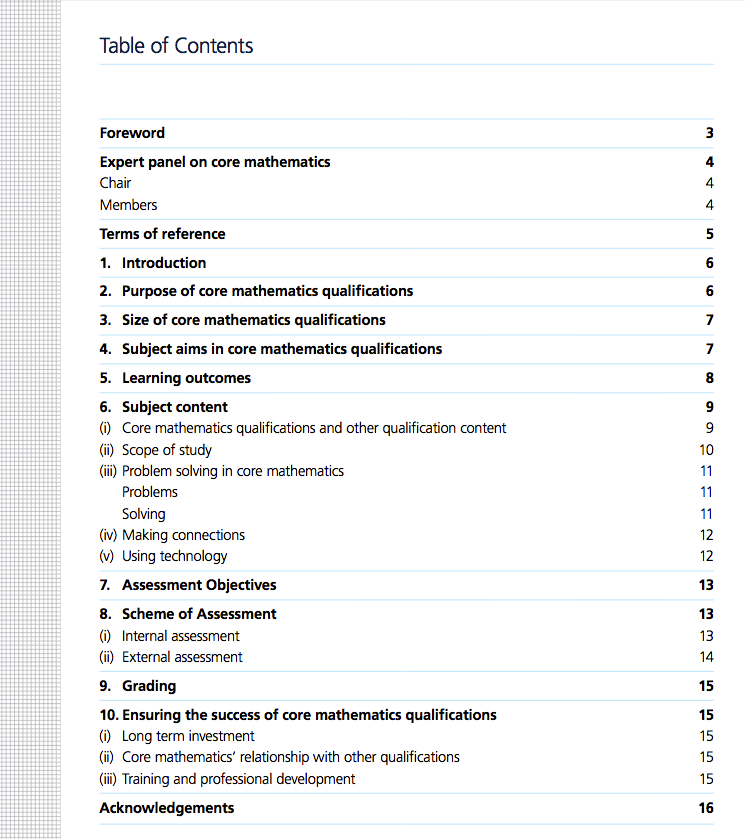 Table of Contents
Foreword 3
Expert panel on core mathematics 4
Chair 4
Members 4
Terms of reference 5
1. Introduction 6
2. Purpose of core mathematics qualifications 6
3. Size of core mathematics qualifications 7
4. Subject aims in core mathematics qualifications 7
5. Learning outcomes 8
6. Subject content 9
(i) Core mathematics qualifications and other qualification content 9
(ii) Scope of study 10
(iii) Problem solving in core mathematics 11
Problems 11
Solving 11
(iv) Making connections 12
(v) Using technology 12
7. Assessment Objectives 13
8. Scheme of Assessment 13
(i) Internal assessment 13
(ii) External assessment 14
9. Grading 15
10. Ensuring the success of core mathematics qualifications 15
(i) Long term investment 15
(ii) Core mathematics’ relationship with other qualifications 15
(iii) Training and professional development 15
Acknowledgements 16